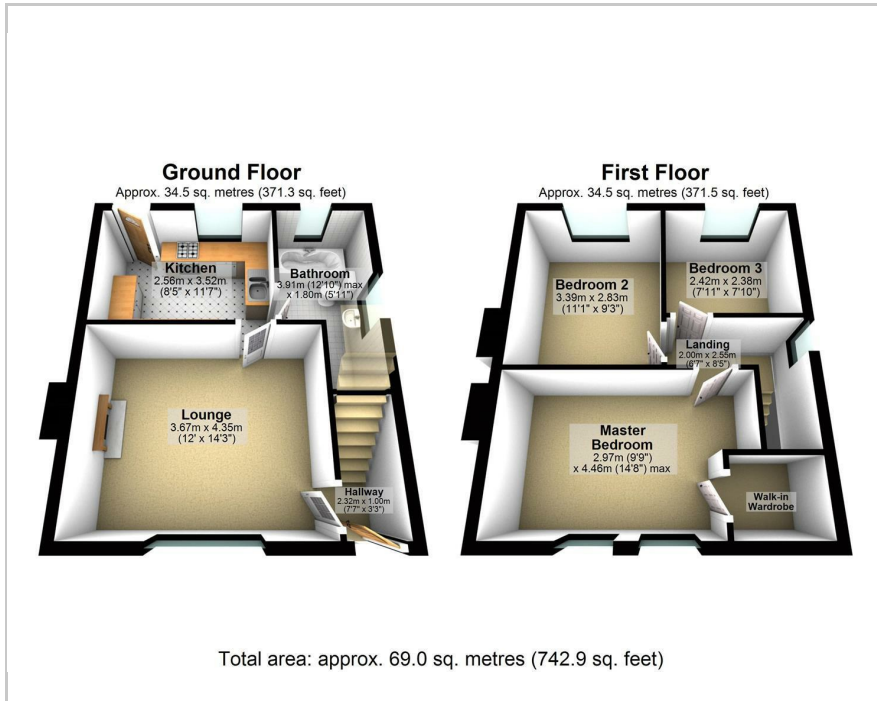 Ground Floor
Approx. 34.5 sq. metres (371.3 sq. feet)
Kitchen
2.56m x 3.52m
(8'5" x 11'7")
Bathroom
3.91m (12'10") max
x 1.80m (5'11")
Lounge
3.67m x 4.35m
(12' x 14'3")
Hallway
2.32m x 1.00m
(7'7" x 3'3")
First Floor
Approx. 34.5 sq. metres (371.5 sq. feet)
Bedroom 2
3.39m x 2.83m
(11'1" x 9'3")
Bedroom 3
2.42m x 2.38m
(7'11" x 7'10")
Landing
2.00m x 2.55m
(6'7" x 8'5")
Master
Bedroom
2.97m (9'9")
x 4.46m (14'8") max
Walk-in
Wardrobe
Total area: approx. 69.0 sq. metres (742.9 sq. feet)